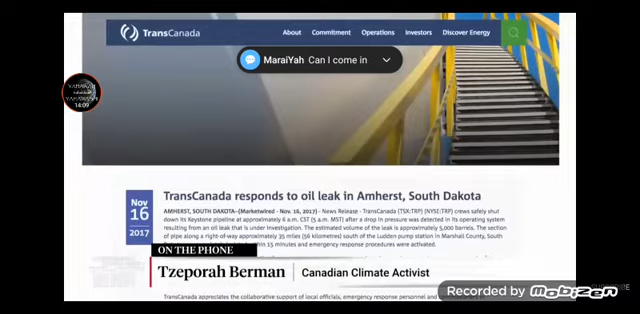 TransCanada
About Commitment Operations Investors Discover Energy
MaraiYah Can I come in
14:09
TransCanada responds to oil leak in Amherst, South Dakota
Nov
16
2017
AMHERST, SOUTH DAKOTA--(Marketwired - Nov. 16, 2017) - News Release - TransCanada (TSX:TRP) (NYSE:TRP) crews safely shut
down its Keystone pipeline at approximately 6 a.m. CST (5 a.m. MST) after a drop in pressure was detected in its operating system
resulting from an oil leak that is under investigation. The estimated volume of the leak is approximately 5,000 barrels. The section
of pipe along a right-of-way approximately 35 miles (56 kilometres) south of the Ludden pump station in Marshall County, South
within 15 minutes and emergency response procedures were activated.
ON THE PHONE
Tzeporah Berman Canadian Climate Activist
TransCanada appreciates the collaborative support of local officials, emergency response personnel and
Recorded by MOBIZEN